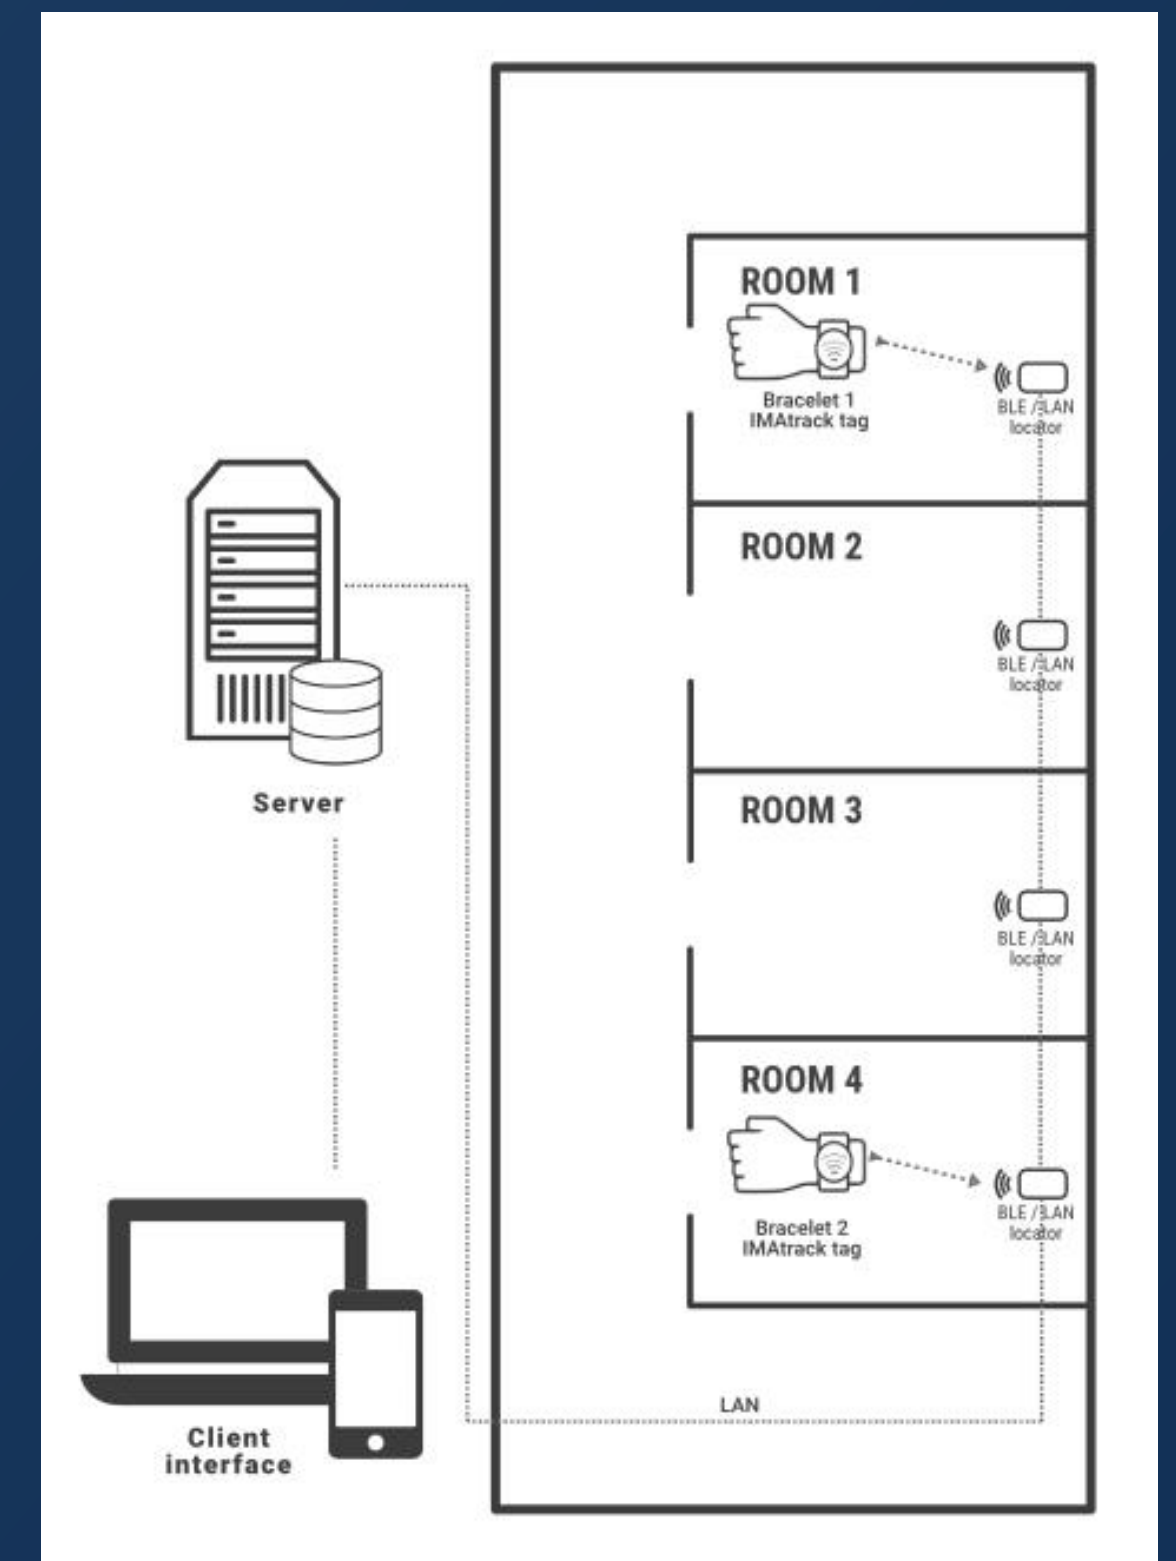 ROOM 1
Bracelet 1
IMAtrack tag
BLE / LAN
locator
ROOM 2
BLE / LAN
locator
Server
ROOM 3
BLE / LAN
locator
ROOM 4
Bracelet 2
IMAtrack tag
BLE / LAN
locator
LAN
Client
interface